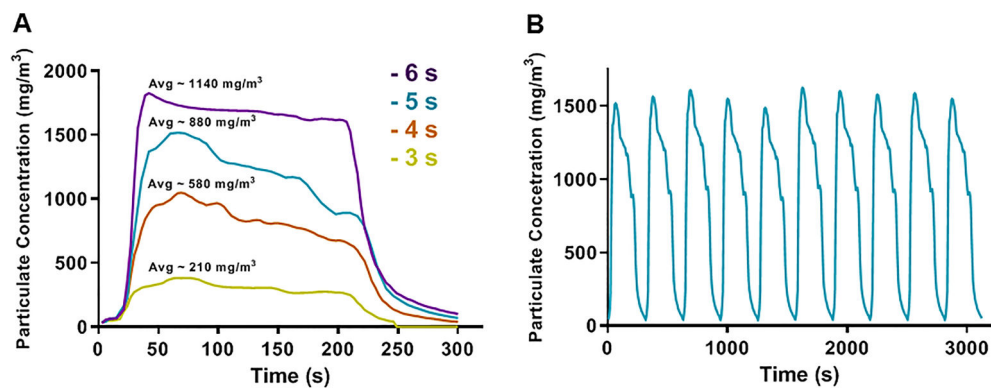 A
Particulate Concentration (mg/m³)
2000
1500
1000
500
0
Avg ~ 1140 mg/m³
Avg ~ 880 mg/m³
Avg ~ 580 mg/m³
Avg ~ 210 mg/m³
- 6 s
- 5 s
- 4 s
- 3 s
0 50 100 150 200 250 300
Time (s)
B
Particulate Concetration (mg/m³)
1500
1000
500
0
0 1000 2000 3000
Time (s)